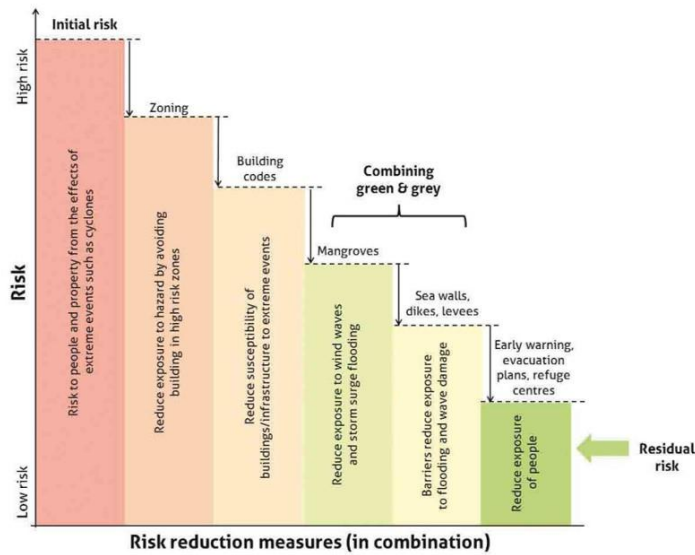 Initial risk
High risk
Zoning
Building
codes
Combining
green & grey
Mangroves
Sea walls,
dikes, levees
Early warning,
evacuation
plans, refuge
centres
Risk
Risk to people and property from the effects of
extreme events such as cyclones
Reduce exposure to hazard by avoiding
building in high risk zones
Reduce susceptibility of
buildings/infrastructure to extreme events
Reduce exposure to wind waves
and storm surge flooding
Barriers reduce exposure
to flooding and wave damage
Reduce exposure
of people
Residual
risk
Low risk
Risk reduction measures (in combination)